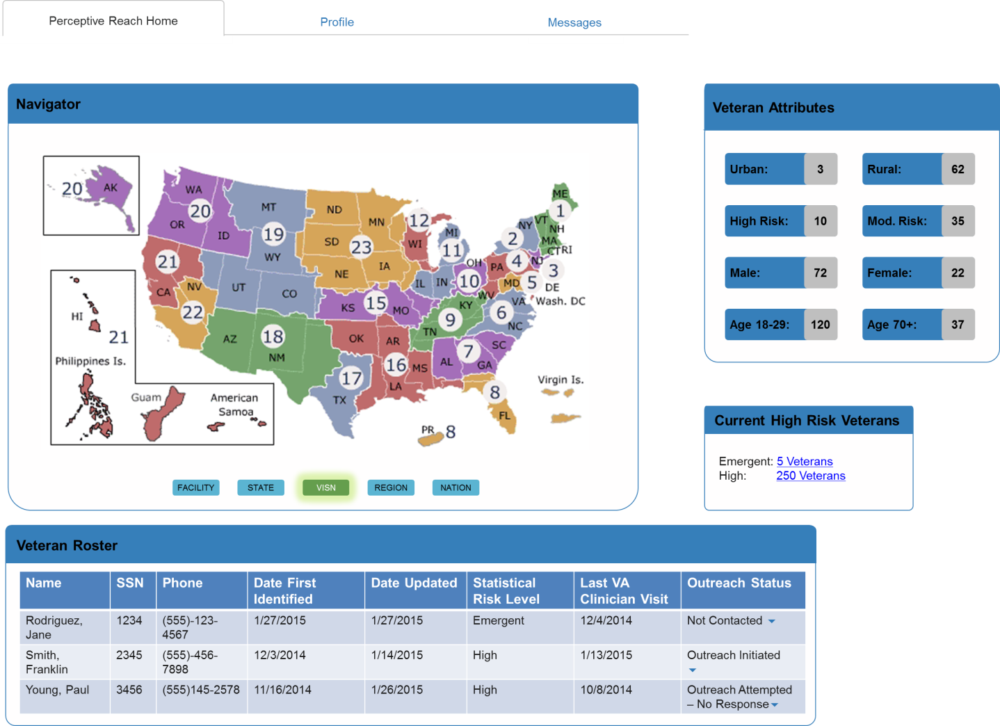 Perceptive Reach Home
Profile
Messages
Navigator
20 AK
WA
20
OR
ID
MT
19
WY
ND
MN
SD
23
NE
IA
12
WI
MI
11
ME
1
VT
NH
NY
2
MA
CT RI
21
CA
NV
22
UT
CO
IL
IN
OH
10
PA
4
NJ
3
MD
5
DE
Wash. DC
WV
VA
6
NC
KS
15
MO
KY
9
TN
HI
21
AZ
18
NM
OK
AR
16
MS
LA
AL
7
SC
GA
17
TX
8
FL
Philippines Is.
Guam
American
Samoa
Virgin Is.
PR 8
FACILITY
STATE
VISN
REGION
NATION
Veteran Attributes
Urban: 3
Rural: 62
High Risk: 10
Mod. Risk: 35
Male: 72
Female: 22
Age 18-29: 120
Age 70+: 37
Current High Risk Veterans
Emergent: 5 Veterans
High: 250 Veterans
Veteran Roster
Name
SSN
Phone
Date First
Identified
Date Updated
Statistical
Risk Level
Last VA
Clinician Visit
Outreach Status
Rodriguez,
Jane
1234
(555)-123-
4567
1/27/2015
1/27/2015
Emergent
12/4/2014
Not Contacted
Smith,
Franklin
2345
(555)-456-
7898
12/3/2014
1/14/2015
High
1/13/2015
Outreach Initiated
Young, Paul
3456
(555)145-2578
11/16/2014
1/26/2015
High
10/8/2014
Outreach Attempted
– No Response